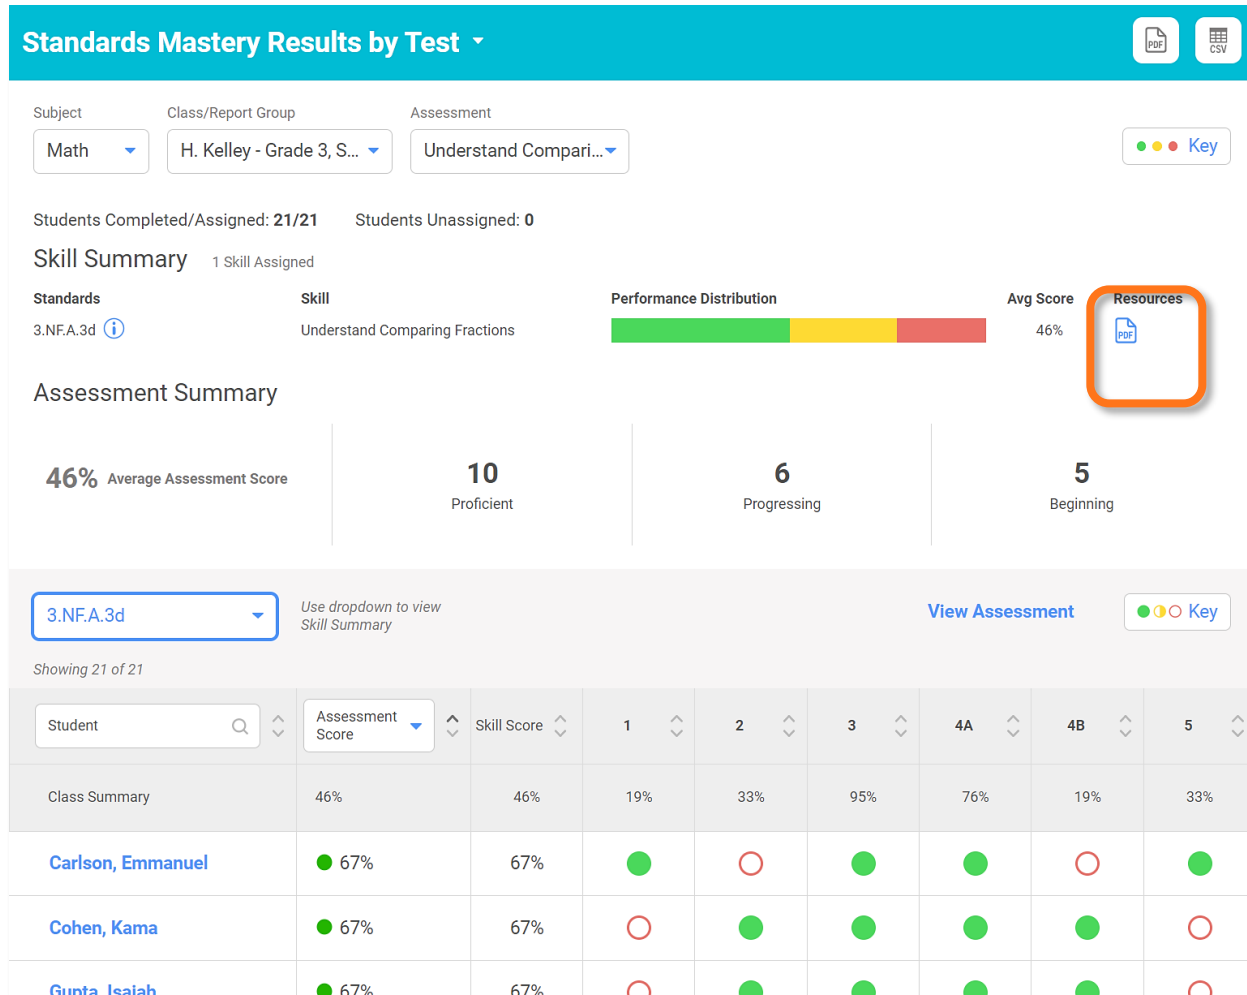 Standards Mastery Results by Test
PDF
CSV
Subject
Class/Report Group
Assessment
Math
H. Kelley - Grade 3, S...
Understand Compari...
Key
Students Completed/Assigned: 21/21 Students Unassigned: 0
Skill Summary 1 Skill Assigned
Standards Skill Performance Distribution Avg Score Resources
3.NF.A.3d i Understand Comparing Fractions 46% PDF
Assessment Summary
46% Average Assessment Score
10
Proficient
6
Progressing
5
Beginning
3.NF.A.3d
Use dropdown to view
Skill Summary
View Assessment
Key
Showing 21 of 21
Student
Assessment
Score
Skill Score 1 2 3 4A 4B 5
Class Summary 46% 46% 19% 33% 95% 76% 19% 33%
Carlson, Emmanuel 67% 67%
Cohen, Kama 67% 67%
Gupta, Isaiah 67% 67%